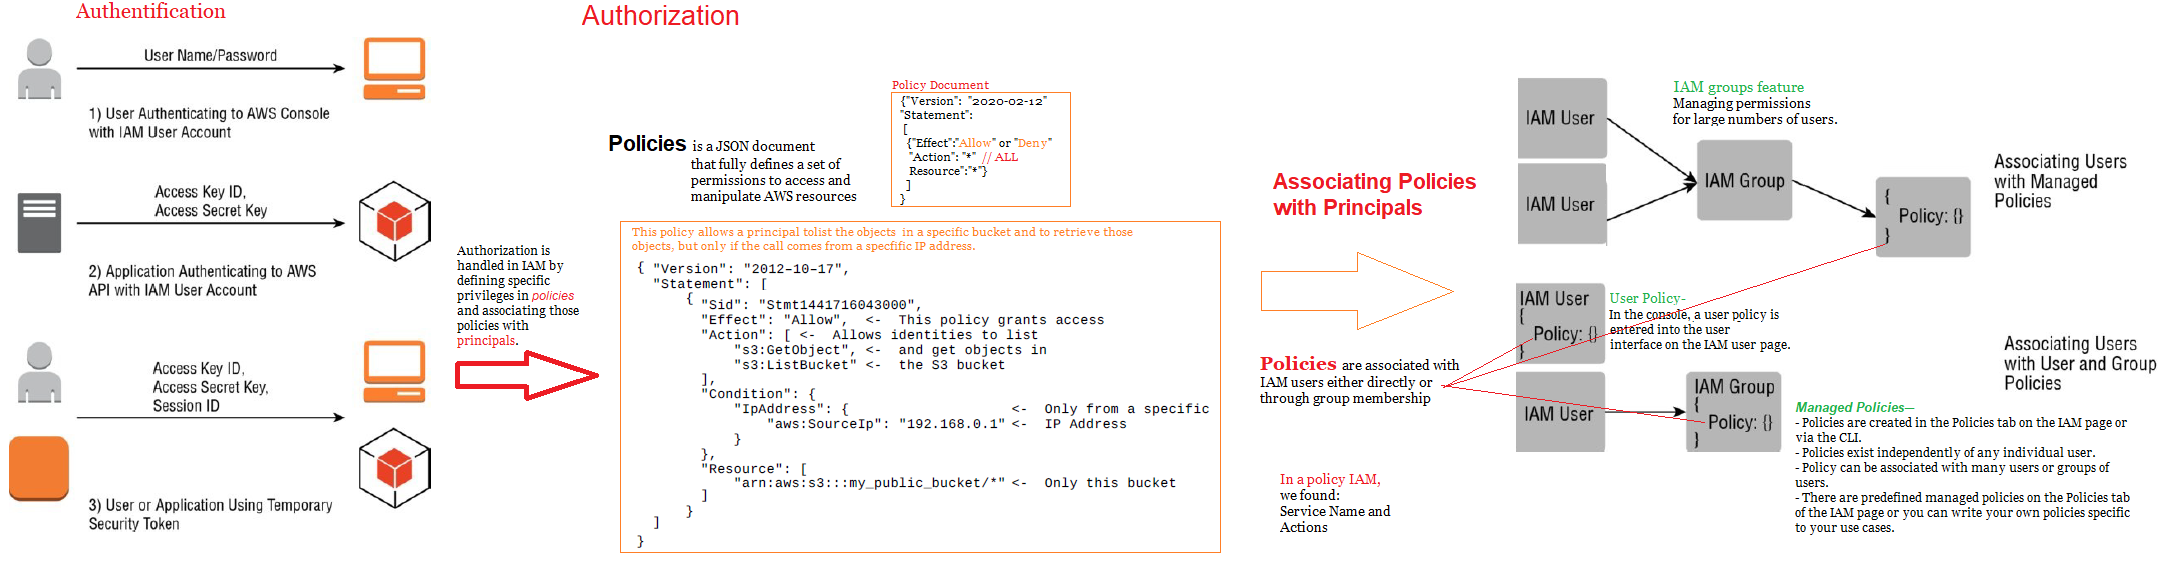 Authentification
User Name/Password
1) User Authenticating to AWS Console
with IAM User Account
Access Key ID,
Access Secret Key
2) Application Authenticating to AWS
API with IAM User Account
Access Key ID,
Access Secret Key,
Session ID
3) User or Application Using Temporary
Security Token
Authorization is
handled in IAM by
defining specific
privileges in policies
and associating those
policies with
principals.
Authorization
Policies is a JSON document
that fully defines a set of
permissions to access and
manipulate AWS resources
Policy Document
{"Version": "2020-02-12"
"Statement":
[
{"Effect":"Allow" or "Deny"
"Action": "*" // ALL
Resource":"*"}
]
}
This policy allows a principal tolist the objects in a specific bucket and to retrieve those
objects, but only if the call comes from a specfific IP address.
{ "Version": "2012-10-17",
"Statement": [
{ "Sid": "Stmt1441716043000",
"Effect": "Allow", <- This policy grants access
"Action": [ <- Allows identities to list
"s3:GetObject", <- and get objects in
"s3:ListBucket" <- the S3 bucket
],
"Condition": {
"IpAddress": { <- Only from a specific
"aws:SourceIp": "192.168.0.1" <- IP Address
}
},
"Resource": [
"arn:aws:s3:::my_public_bucket/*" <- Only this bucket
]
}
]
}
Associating Policies
with Principals
Policies are associated with
IAM users either directly or
through group membership
In a policy IAM,
we found:
Service Name and
Actions
IAM User
IAM User
IAM groups feature
Managing permissions
for large numbers of users.
IAM Group
{
Policy: {}
}
Associating Users
with Managed
Policies
IAM User
{
Policy: {}
}
User Policy-
In the console, a user policy is
entered into the user
interface on the IAM user page.
IAM User
IAM Group
{
Policy: {}
}
Associating Users
with User and Group
Policies
Managed Policies—
- Policies are created in the Policies tab on the IAM page or
via the CLI.
- Policies exist independently of any individual user.
- Policy can be associated with many users or groups of
users.
- There are predefined managed policies on the Policies tab
of the IAM page or you can write your own policies specific
to your use cases.